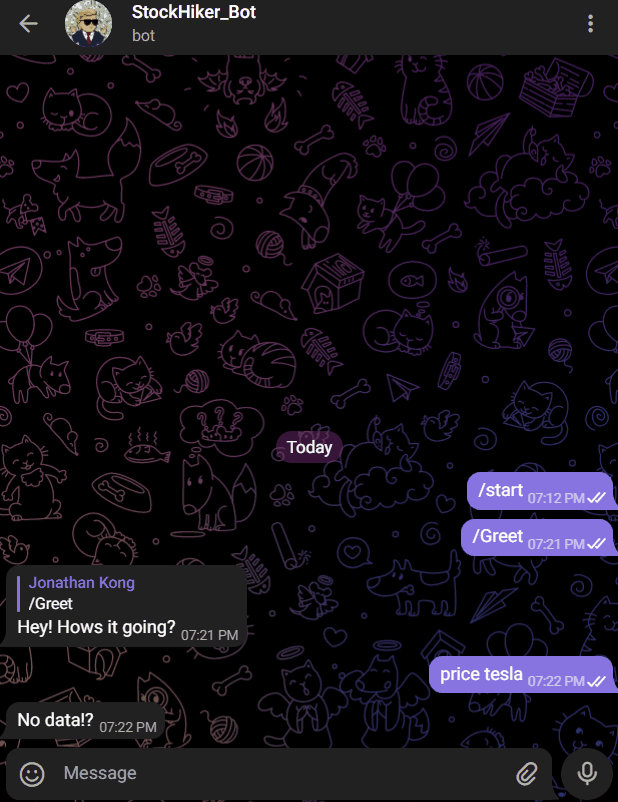 StockHiker_Bot
bot
Today
/start 07:12 PM
/Greet 07:21 PM
Jonathan Kong
/Greet
Hey! Hows it going? 07:21 PM
price tesla 07:22 PM
No data!? 07:22 PM
Message